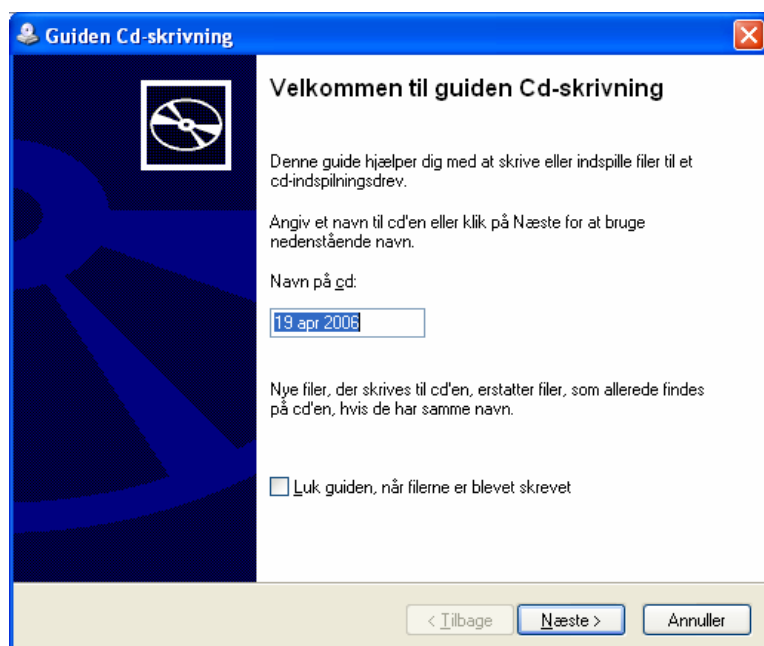 Guiden Cd-skrivning
Velkommen til guiden Cd-skrivning
Denne guide hjælper dig med at skrive eller indspille filer til et
cd-indspilningsdrev.
Angiv et navn til cd'en eller klik på Næste for at bruge
nedenstående navn.
Navn på cd:
19 apr 2006
Nye filer, der skrives til cd'en, erstatter filer, som allerede findes
på cd'en, hvis de har samme navn.
Luk guiden, når filerne er blevet skrevet
< Tilbage
Næste >
Annuller